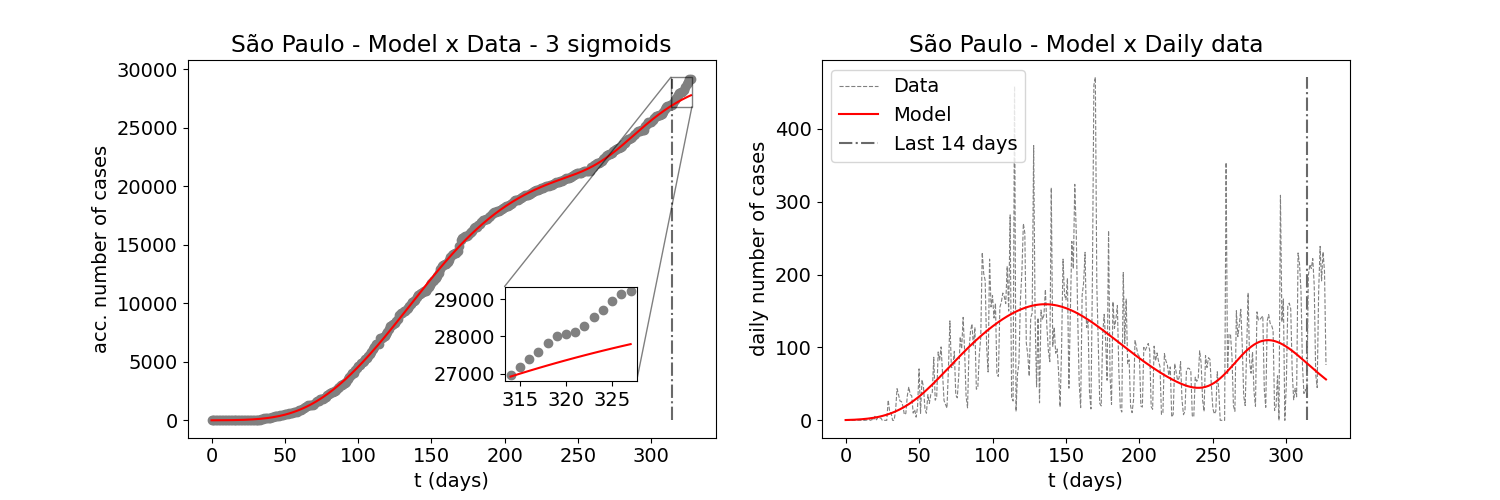 São Paulo - Model x Data - 3 sigmoids
acc. number of cases
30000
25000
20000
15000
10000
5000
0
29000
28000
27000
315 320 325
0 50 100 150 200 250 300
t (days)
São Paulo - Model x Daily data
daily number of cases
Data
Model
Last 14 days
400
300
200
100
0
0 50 100 150 200 250 300
t (days)